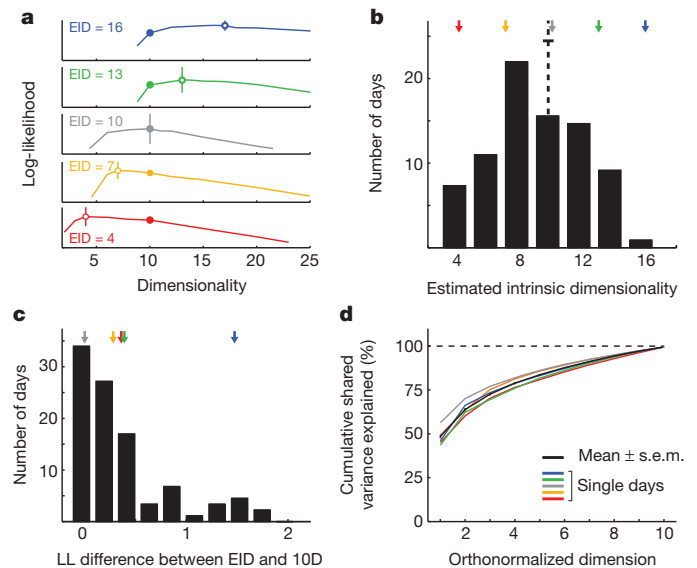 a
EID = 16
EID = 13
EID = 10
EID = 7
EID = 4
Log-likelihood
5 10 15 20 25
Dimensionality
b
20
10
Number of days
4 8 12 16
Estimated intrinsic dimensionality
c
30
20
10
Number of days
0 1 2
LL difference between EID and 10D
d
100
75
50
25
0
Cumulative shared
variance explained (%)
Mean ± s.e.m.
Single days
2 4 6 8 10
Orthonormalized dimension